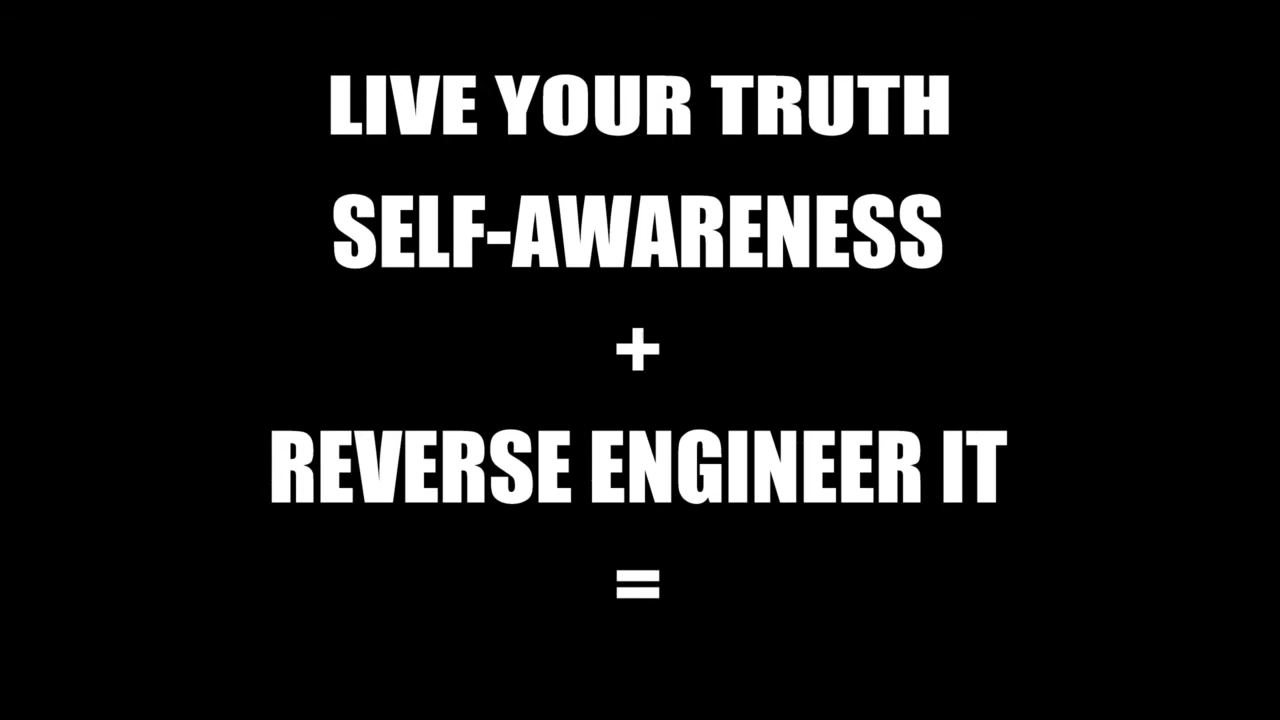 LIVE YOUR TRUTH
SELF-AWARENESS
+
REVERSE ENGINEER IT
=